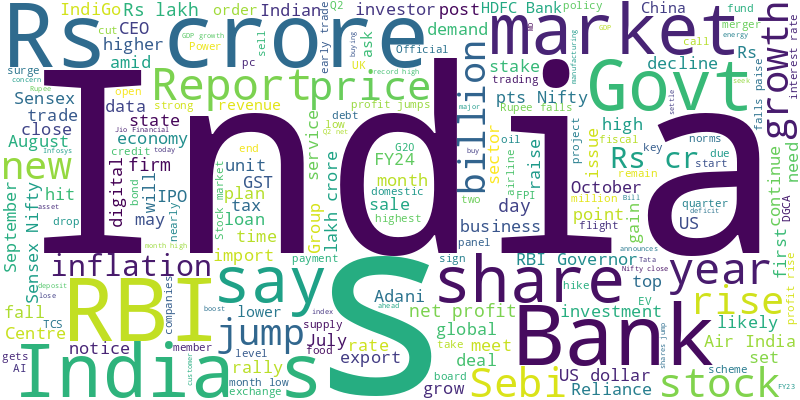 IndiGo Rs lakh order Indian investor post HDFC Bank Q2 policy China fund merger
Rs crore market
CEO higher cut GDP growth Power early trade ask demand Official UK
surge amid sell pc buying record high
concern Rupee Report price billion stake trading decline call GDP energy Rs interest rate
Sensex open strong data revenue profit jumps pts Nifty Govt growth
trade close state debt low Rupee falls major falls paise seek
August economy Jio Financial credit today end service G20 oil high norms
new Infosys firm unit Q2 net FY24 sector raise issue project fiscal key due start need
hit digital Will IPO GST month airline Rs cr remain continue
India
September Sensex Nifty bond plan Stock market domestic FPI October million Bill quarter
drop nearly may tax loan Group lakh crore sale highest two day point gain US deficit DGCA first
asset month high import time business panel flight announces
inflation payment sign RBI Governor Tata Nifty close year
RBI say S share hike top
deposit lose companies Adani investment EV rise profit rise
fall Centre TCS boost lower index ahead net profit global likely
notice jump supply July rate take meet Bank Air India
member level food export deal set
gets AI India s customer rally board Sebi US dollar shares jump scheme
month low exchange grow Reliance stock FY23
manufacturing settle buy